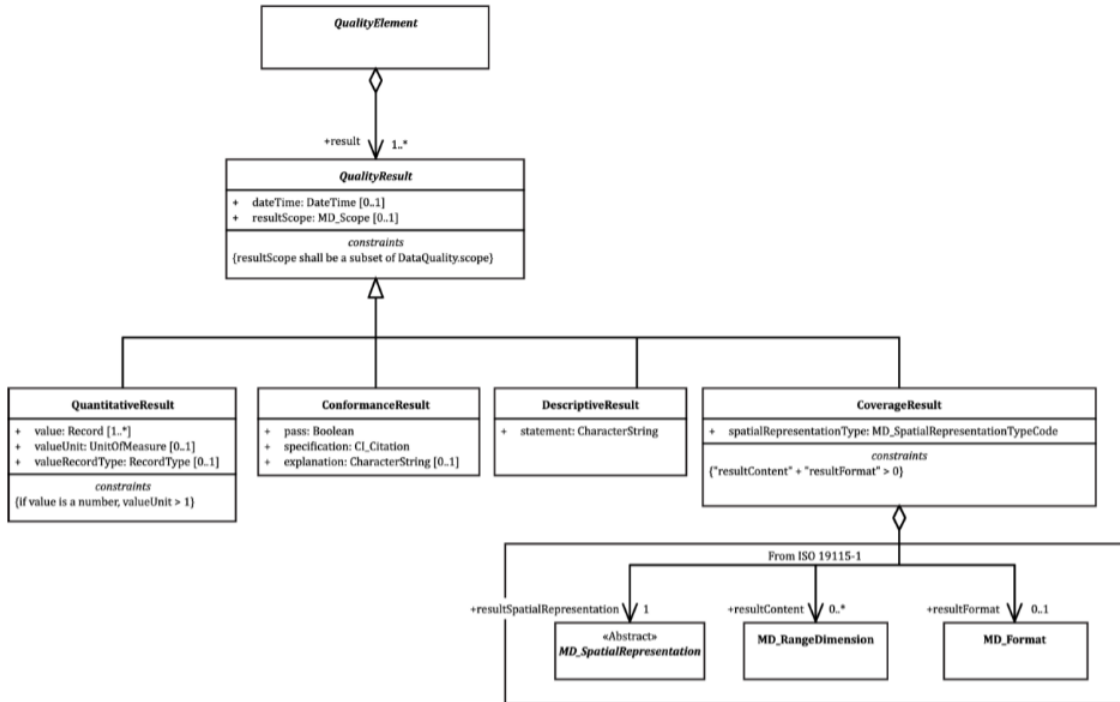 QualityElement
+result 1..*
QualityResult
+ dateTime: DateTime [0..1]
+ resultScope: MD_Scope [0..1]
constraints
{resultScope shall be a subset of DataQuality.scope}
QuantitativeResult
+ value: Record [1..*]
+ valueUnit: UnitOfMeasure [0..1]
+ valueRecordType: RecordType [0..1]
constraints
{if value is a number, valueUnit > 1}
ConformanceResult
+ pass: Boolean
+ specification: CI_Citation
+ explanation: CharacterString [0..1]
DescriptiveResult
+ statement: CharacterString
CoverageResult
+ spatialRepresentationType: MD_SpatialRepresentationTypeCode
constraints
{"resultContent" + "resultFormat" > 0}
From ISO 19115-1
+resultSpatialRepresentation 1
«Abstract»
MD_SpatialRepresentation
+resultContent 0..*
MD_RangeDimension
+resultFormat 0..1
MD_Format